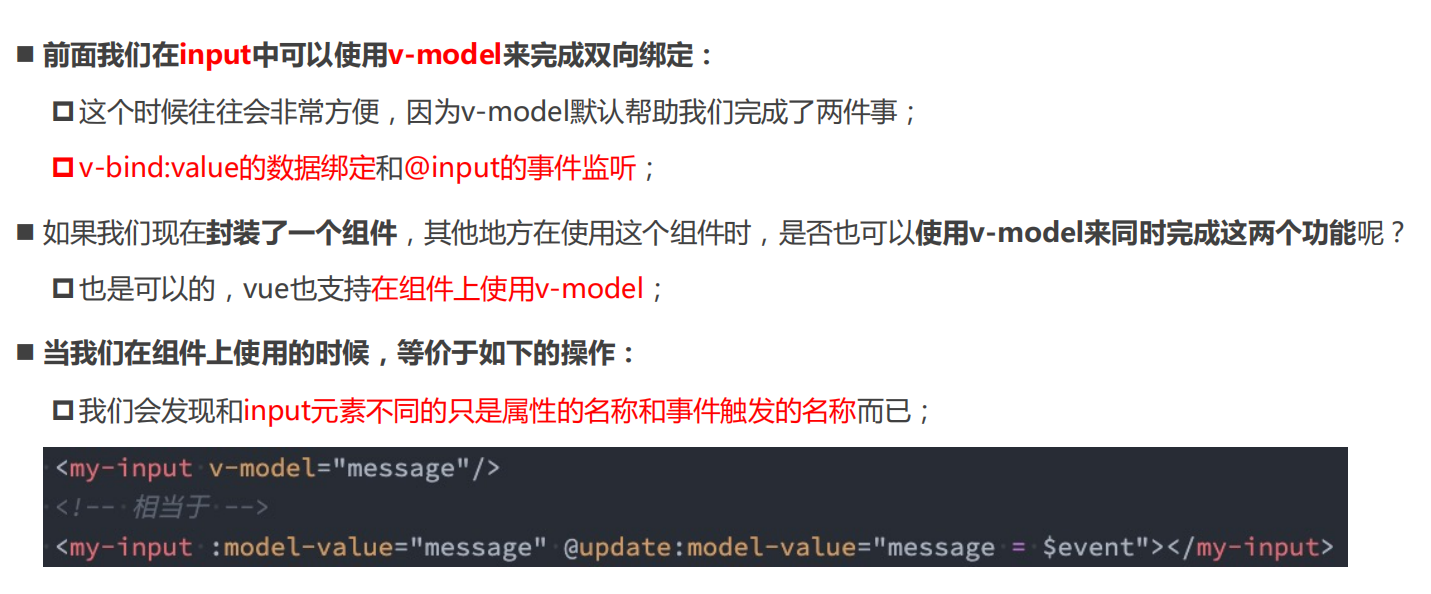 前面我们在input中可以使用v-model来完成双向绑定：
这个时候往往会非常方便，因为v-model默认帮助我们完成了两件事；
v-bind:value的数据绑定和@input的事件监听；
如果我们现在封装了一个组件，其他地方在使用这个组件时，是否也可以使用v-model来同时完成这两个功能呢？
也是可以的，vue也支持在组件上使用v-model；
当我们在组件上使用的时候，等价于如下的操作：
我们会发现和input元素不同的只是属性的名称和事件触发的名称而已；
<my-input v-model="message"/>
<!-- 相当于 -->
<my-input :model-value="message" @update:model-value="message = $event"></my-input>